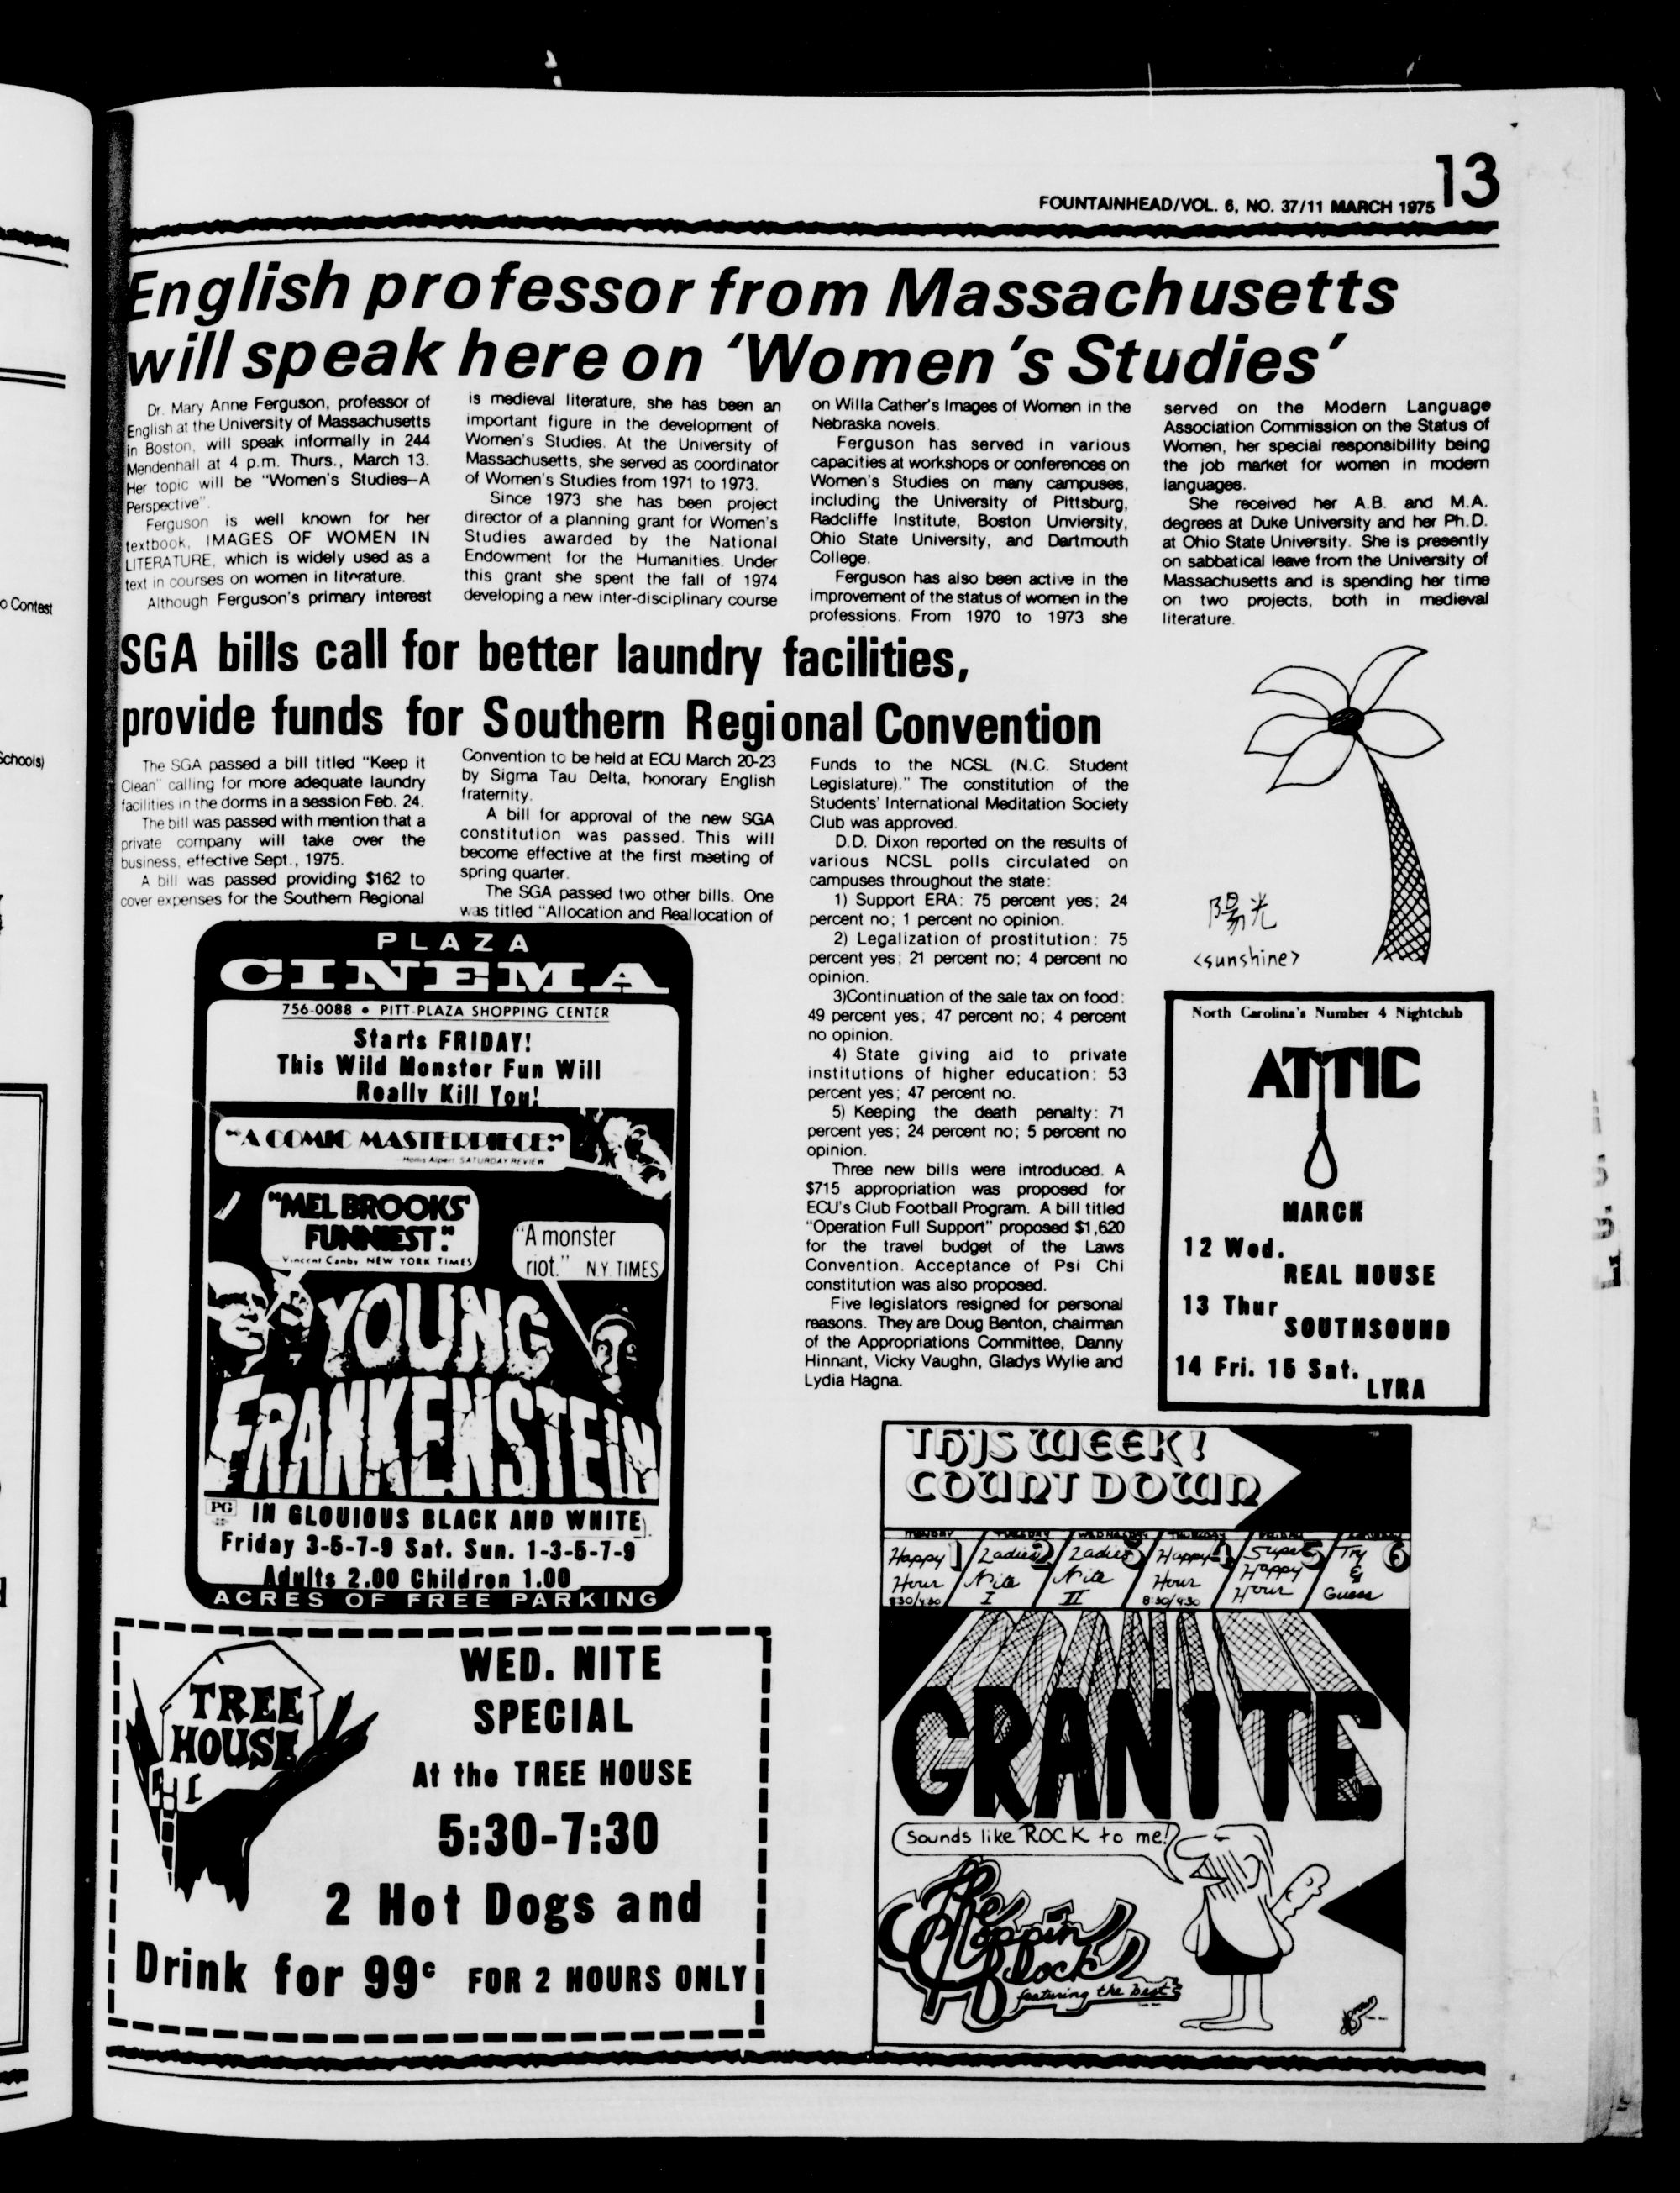 FOUNTAINHEAD/VOL. 6, NO. 37/11 MARCH 1975 13
English professor from Massachusetts
will speak here on 'Women's Studies'
Dr. Mary Anne Ferguson, professor of
English at the University of Massachusetts
in Boston, will speak informally in 244
Mendenhall at 4 p.m. Thurs., March 13.
Her topic will be "Women's Studies--A
Perspective".
Ferguson is well known for her
textbook, IMAGES OF WOMEN IN
LITERATURE, which is widely used as a
text in courses on women in literature.
Although Ferguson's primary interest
is medieval literature, she has been an
important figure in the development of
Women's Studies. At the University of
Massachusetts, she served as coordinator
of Women's Studies from 1971 to 1973.
Since 1973 she has been project
director of a planning grant for Women's
Studies awarded by the National
Endowment for the Humanities. Under
this grant she spent the fall of 1974
developing a new inter-disciplinary course
on Willa Cather's Images of Women in the
Nebraska novels.
Ferguson has served in various
capacities at workshops or conferences on
Women's Studies on many campuses,
including the University of Pittsburg,
Radcliffe Institute, Boston Unviersity,
Ohio State University, and Dartmouth
College.
Ferguson has also been active in the
improvement of the status of women in the
professions. From 1970 to 1973 she
served on the Modern Language
Association Commission on the Status of
Women, her special responsibility being
the job market for women in modern
languages.
She received her A.B. and M.A.
degrees at Duke University and her Ph.D.
at Ohio State University. She is presently
on sabbatical leave from the University of
Massachusetts and is spending her time
on two projects, both in medieval
literature.
o Contest
Schools)
SGA bills call for better laundry facilities,
provide funds for Southern Regional Convention
The SGA passed a bill titled "Keep it
Clean" calling for more adequate laundry
facilities in the dorms in a session Feb. 24.
The bill was passed with mention that a
private company will take over the
business, effective Sept., 1975.
A bill was passed providing $162 to
cover expenses for the Southern Regional
Convention to be held at ECU March 20-23
by Sigma Tau Delta, honorary English
fraternity.
A bill for approval of the new SGA
constitution was passed. This will
become effective at the first meeting of
spring quarter.
The SGA passed two other bills. One
was titled "Allocation and Reallocation of
Funds to the NCSL (N.C. Student
Legislature)." The constitution of the
Students' International Meditation Society
Club was approved.
D.D. Dixon reported on the results of
various NCSL polls circulated on
campuses throughout the state:
1) Support ERA: 75 percent yes; 24
percent no; 1 percent no opinion.
2) Legalization of prostitution: 75
percent yes; 21 percent no; 4 percent no
opinion.
3)Continuation of the sale tax on food:
49 percent yes; 47 percent no; 4 percent
no opinion.
4) State giving aid to private
institutions of higher education: 53
percent yes; 47 percent no.
5) Keeping the death penalty: 71
percent yes; 24 percent no; 5 percent no
opinion.
Three new bills were introduced. A
$715 appropriation was proposed for
ECU's Club Football Program. A bill titled
"Operation Full Support" proposed $1,620
for the travel budget of the Laws
Convention. Acceptance of Psi Chi
constitution was also proposed.
Five legislators resigned for personal
reasons. They are Doug Benton, chairman
of the Appropriations Committee, Danny
Hinnant, Vicky Vaughn, Gladys Wylie and
Lydia Hagna.
陽光
<sunshine>
PLAZA
CINEMA
756-0088 • PITT-PLAZA SHOPPING CENTER
Starts FRIDAY!
This Wild Monster Fun Will
Really Kill You!
"A COMIC MASTERPIECE."
Hollis Alpert SATURDAY REVIEW
"MEL BROOKS'
FUNNIEST."
Vincent Canby, NEW YORK TIMES
"A monster
riot." N.Y. TIMES
YOUNG
FRANKENSTEIN
PG
IN GLOUIOUS BLACK AND WHITE
Friday 3-5-7-9 Sat. Sun. 1-3-5-7-9
Adults 2.00 Children 1.00
ACRES OF FREE PARKING
North Carolina's Number 4 Nightclub
ATTIC
MARCH
12 Wed.
REAL HOUSE
13 Thur
SOUTHSOUND
14 Fri. 15 Sat.
LYRA
THIS WEEK!
COUNT DOWN
MONDAY TUESDAY WEDNESDAY THURSDAY FRIDAY
Happy Hour 8:30/9:30 1
Ladies Nite I 2
Ladies Nite II 3
Happy Hour 8:30/9:30 4
Super Happy Hour 5
Try & Guess 6
GRANITE
Sounds like ROCK to me!
The
Choppin
Block
featuring the best
TREE
HOUSE
WED. NITE
SPECIAL
At the TREE HOUSE
5:30-7:30
2 Hot Dogs and
Drink for 99c FOR 2 HOURS ONLY